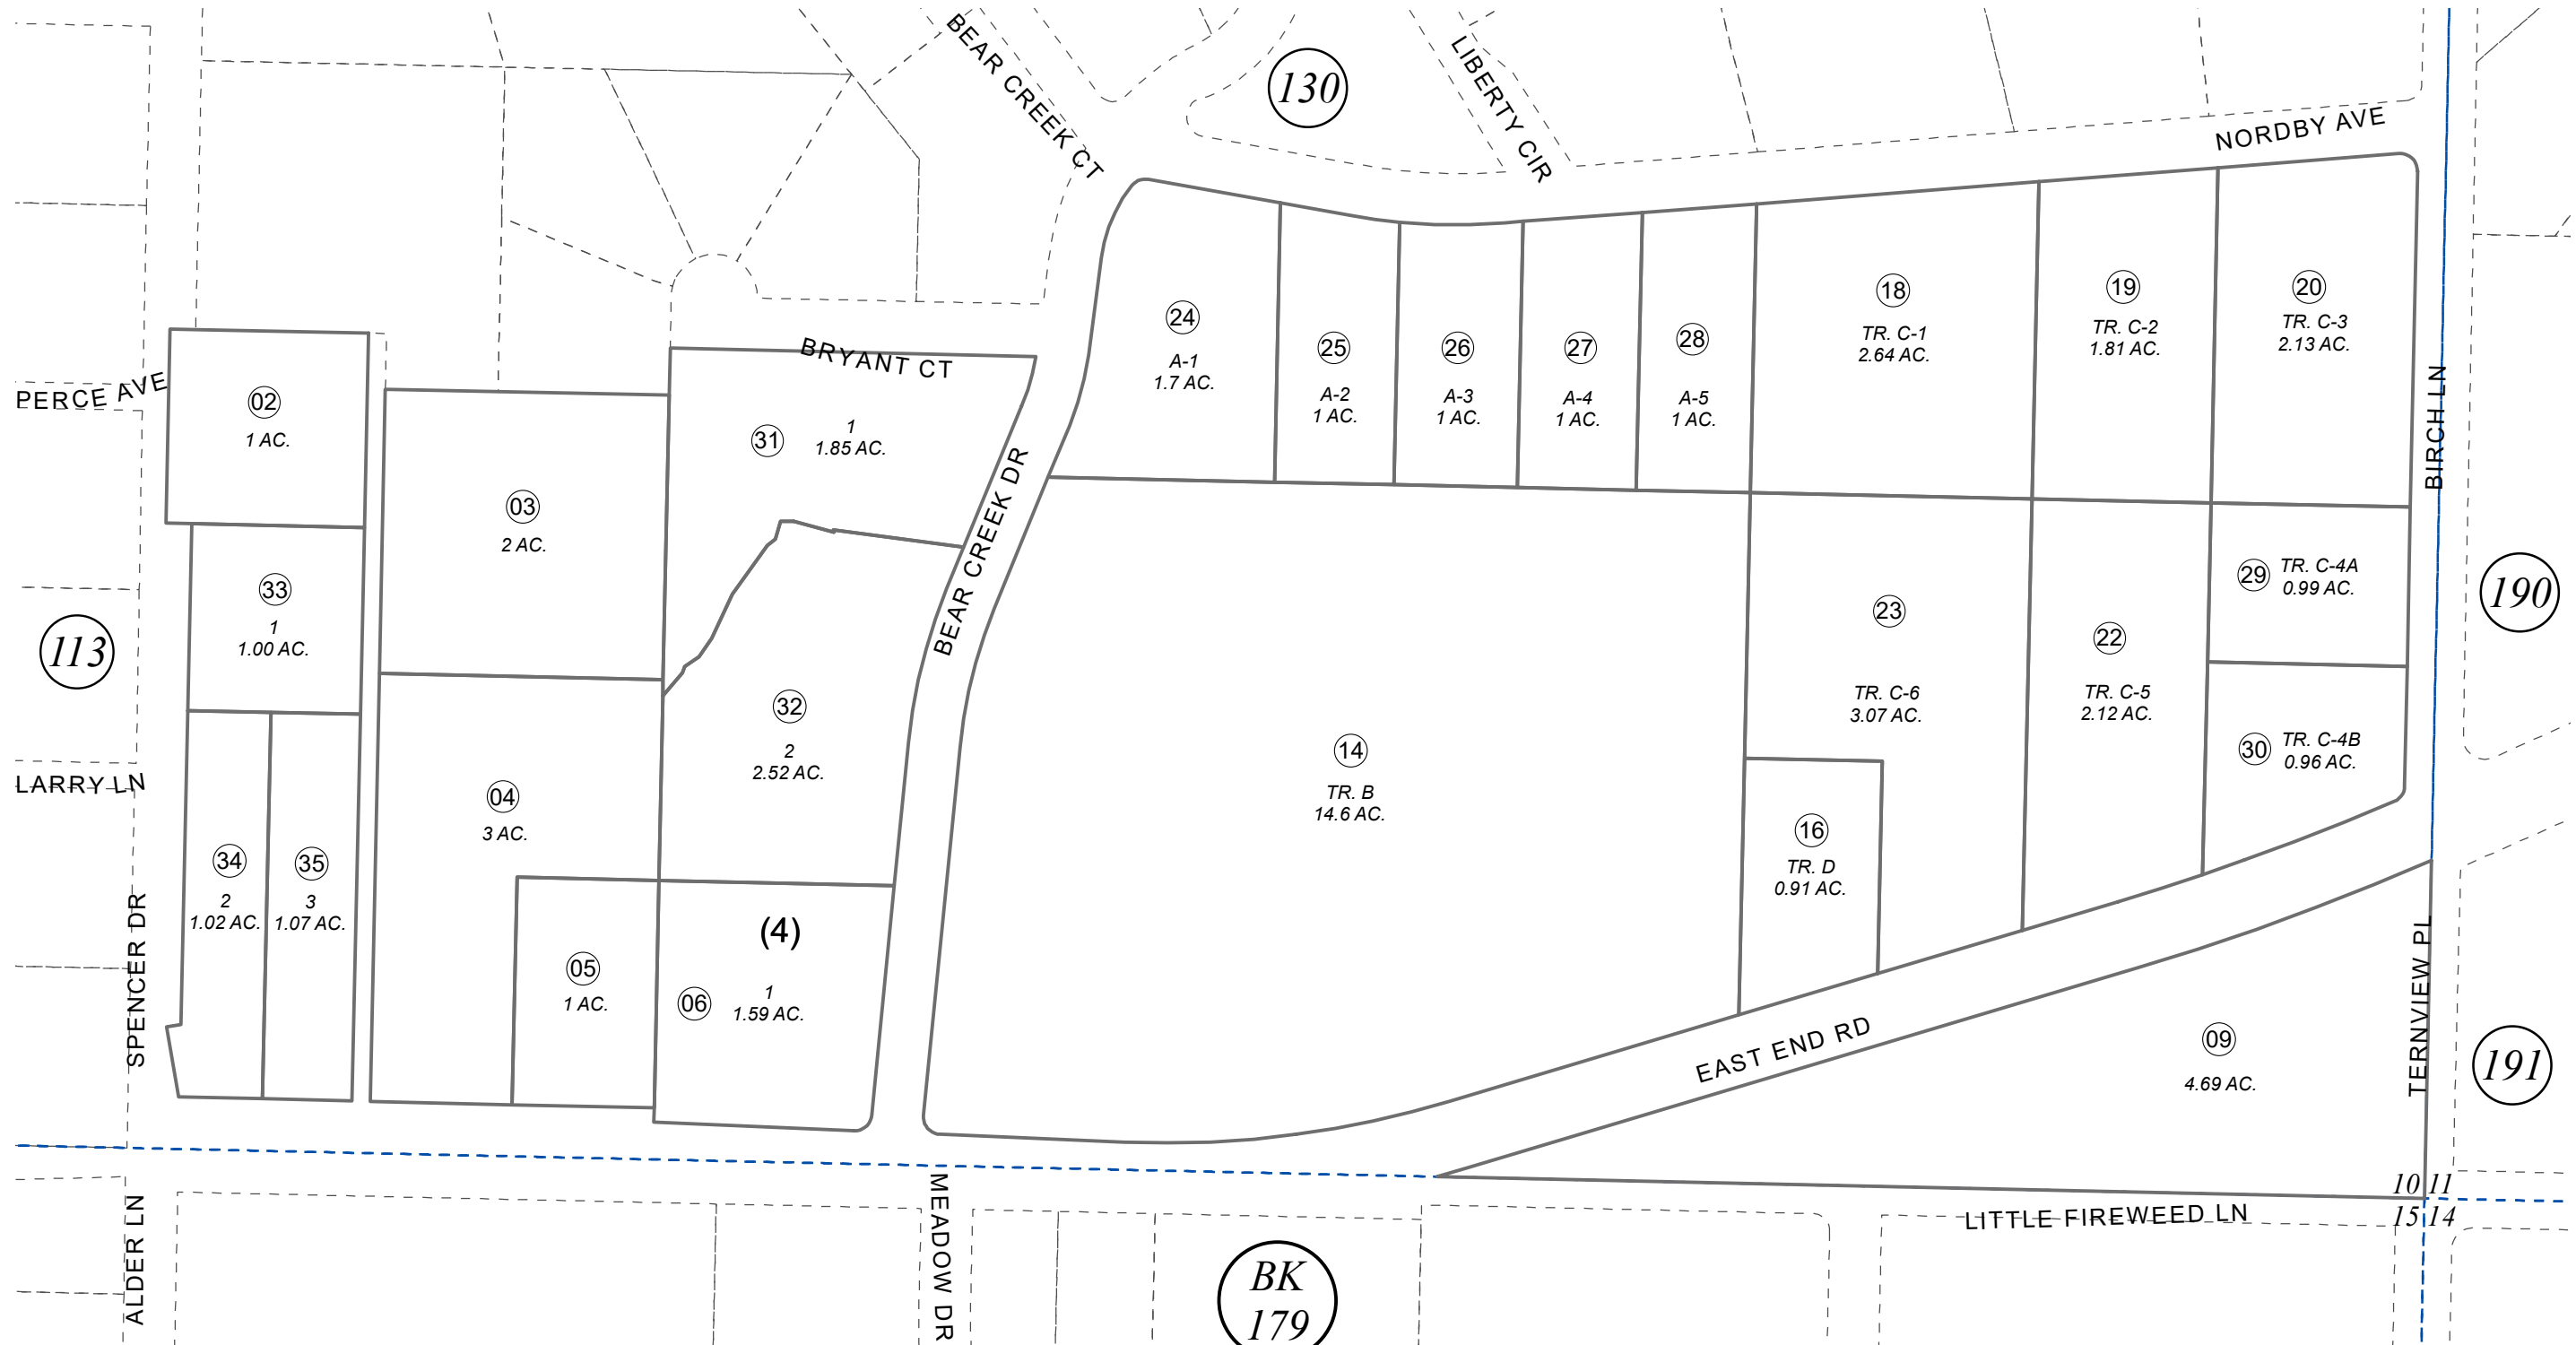 BEAR CREEK CT
130
LIBERTY CIR
NORDBY AVE
PERCE AVE
02
1 AC.
03
2 AC.
BRYANT CT
31
1
1.85 AC.
BEAR CREEK DR
24
A-1
1.7 AC.
25
A-2
1 AC.
26
A-3
1 AC.
27
A-4
1 AC.
28
A-5
1 AC.
18
TR. C-1
2.64 AC.
19
TR. C-2
1.81 AC.
20
TR. C-3
2.13 AC.
BIRCH LN
113
33
1
1.00 AC.
32
2
2.52 AC.
14
TR. B
14.6 AC.
23
TR. C-6
3.07 AC.
22
TR. C-5
2.12 AC.
29
TR. C-4A
0.99 AC.
30
TR. C-4B
0.96 AC.
190
LARRY LN
SPENCER DR
34
2
1.02 AC.
35
3
1.07 AC.
04
3 AC.
05
1 AC.
(4)
06
1
1.59 AC.
16
TR. D
0.91 AC.
EAST END RD
09
4.69 AC.
TERNVIEW PL
191
10 11
15 14
ALDER LN
MEADOW DR
BK
179
LITTLE FIREWEED LN